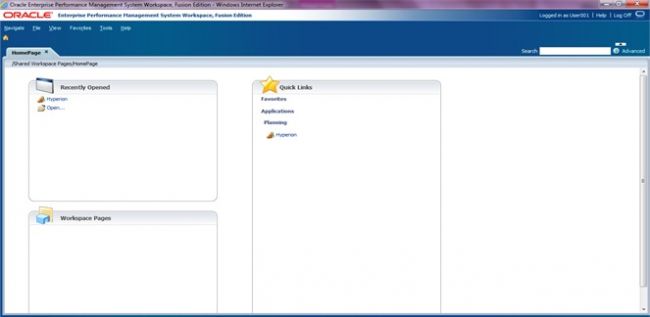 Oracle Enterprise Performance Management System Workspace, Fusion Edition - Windows Internet Explorer
ORACLE Enterprise Performance Management System Workspace, Fusion Edition Logged in as User001 | Help | Log Off
Navigate File View Favorites Tools Help
HomePage Search Advanced
/Shared Workspace Pages/HomePage
Recently Opened
Hyperion
Open...
Quick Links
Favorites
Applications
Planning
Hyperion
Workspace Pages